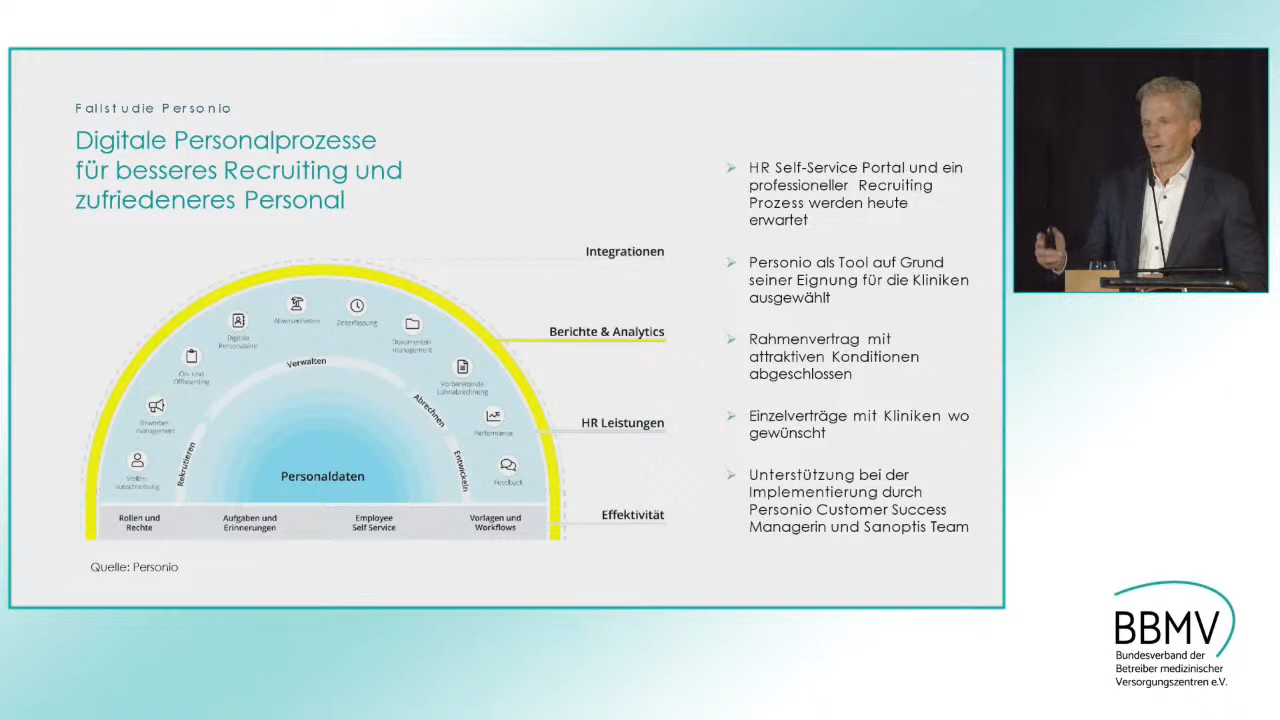 Fallstudie Personio
Digitale Personalprozesse
für besseres Recruiting und
zufriedeneres Personal
Integrationen
Berichte & Analytics
HR Leistungen
Effektivität
Stellen
ausschreibung
Bewerber
management
On- und
Offboarding
Digitale
Personalakte
Abwesenheiten
Zeiterfassung
Dokumenten
management
Vorbereitende
Lohnabrechnung
Performance
Feedback
Rekrutieren
Verwalten
Abrechnen
Entwickeln
Personaldaten
Rollen und
Rechte
Aufgaben und
Erinnerungen
Employee
Self Service
Vorlagen und
Workflows
Quelle: Personio
HR Self-Service Portal und ein
professioneller Recruiting
Prozess werden heute
erwartet
Personio als Tool auf Grund
seiner Eignung für die Kliniken
ausgewählt
Rahmenvertrag mit
attraktiven Konditionen
abgeschlossen
Einzelverträge mit Kliniken wo
gewünscht
Unterstützung bei der
Implementierung durch
Personio Customer Success
Managerin und Sanoptis Team
BBMV
Bundesverband der
Betreiber medizinischer
Versorgungszentren e.V.